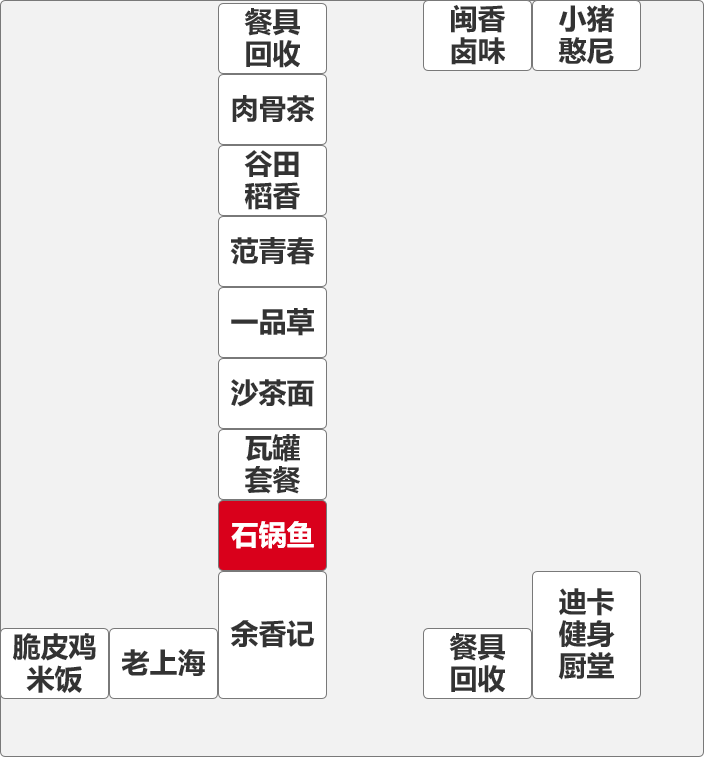 餐具
回收
闽香
卤味
小猪
憨尼
肉骨茶
谷田
稻香
范青春
一品草
沙茶面
瓦罐
套餐
石锅鱼
余香记
脆皮鸡
米饭
老上海
餐具
回收
迪卡
健身
厨堂